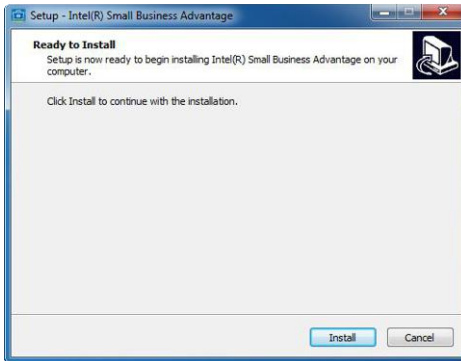 Setup - Intel(R) Small Business Advantage
Ready to Install
Setup is now ready to begin installing Intel(R) Small Business Advantage on your
computer.
Click Install to continue with the installation.
Install
Cancel